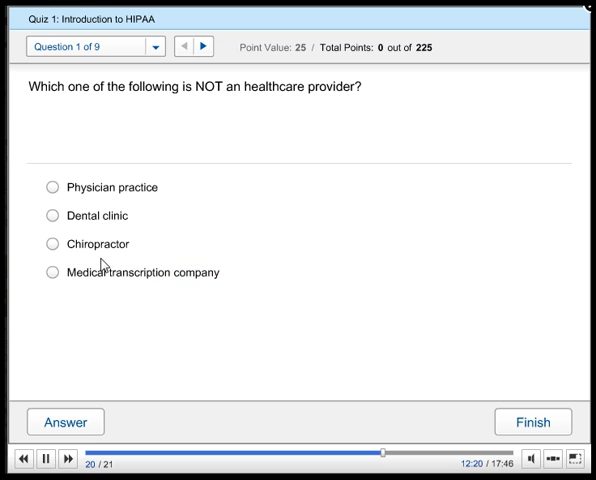 Quiz 1: Introduction to HIPAA
Question 1 of 9
Point Value: 25 / Total Points: 0 out of 225
Which one of the following is NOT an healthcare provider?
Physician practice
Dental clinic
Chiropractor
Medical transcription company
Answer
Finish
20 / 21
12:20 / 17:46